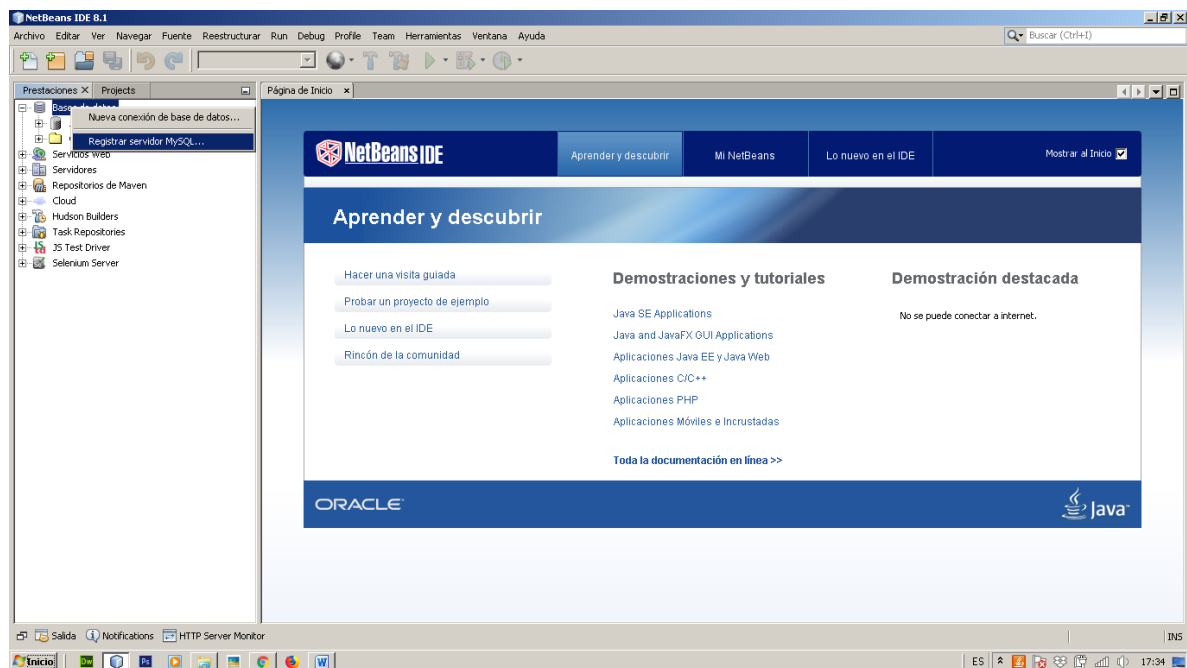 NetBeans IDE 8.1
Archivo Editar Ver Navegar Fuente Reestructurar Run Debug Profile Team Herramientas Ventana Ayuda
Buscar (Ctrl+I)
Prestaciones Projects
Página de Inicio
Nueva conexión de base de datos...
Registrar servidor MySQL...
Servicios Web
Servidores
Repositorios de Maven
Cloud
Hudson Builders
Task Repositories
JS Test Driver
Selenium Server
NetBeans IDE
Aprender y descubrir
Mi NetBeans
Lo nuevo en el IDE
Mostrar al Inicio
Aprender y descubrir
Hacer una visita guiada
Probar un proyecto de ejemplo
Lo nuevo en el IDE
Rincón de la comunidad
Demostraciones y tutoriales
Java SE Applications
Java and JavaFX GUI Applications
Aplicaciones Java EE y Java Web
Aplicaciones C/C++
Aplicaciones PHP
Aplicaciones Móviles e Incrustadas
Toda la documentación en línea >>
Demostración destacada
No se puede conectar a internet.
ORACLE
Java
Salida Notifications HTTP Server Monitor
INS
Inicio
Dw
Ps
W
ES
17:34